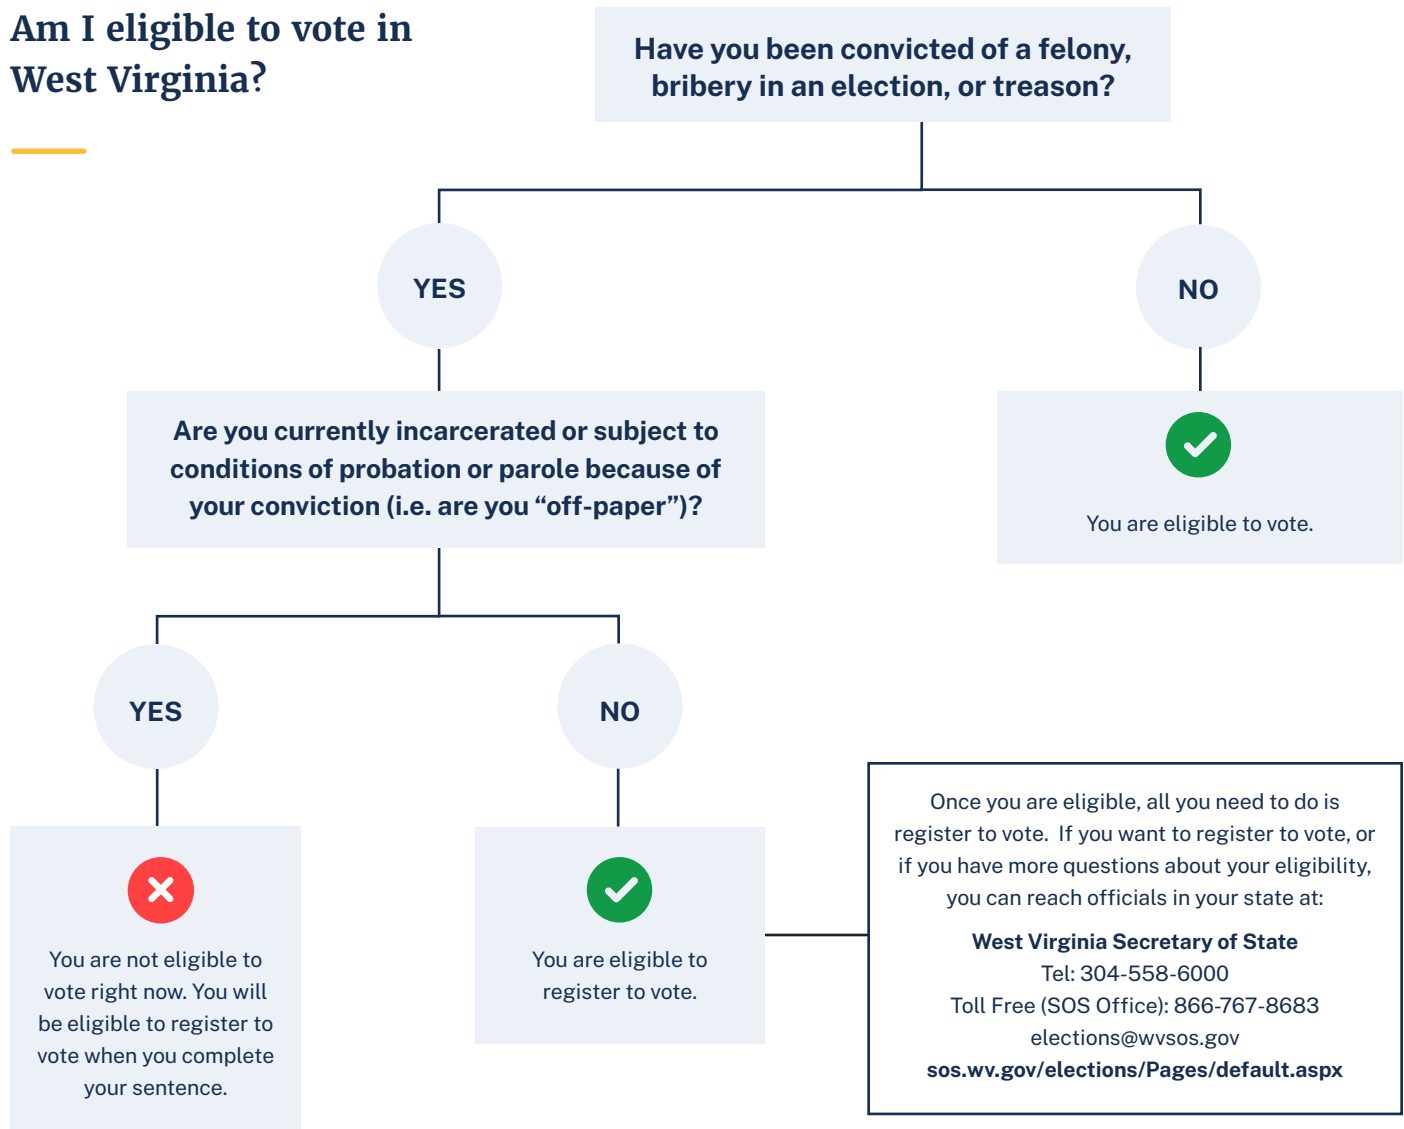 Am I eligible to vote in
West Virginia?
Have you been convicted of a felony,
bribery in an election, or treason?
YES
NO
Are you currently incarcerated or subject to
conditions of probation or parole because of
your conviction (i.e. are you “off-paper”)?
You are eligible to vote.
YES
NO
You are not eligible to
vote right now. You will
be eligible to register to
vote when you complete
your sentence.
You are eligible to
register to vote.
Once you are eligible, all you need to do is
register to vote.  If you want to register to vote, or
if you have more questions about your eligibility,
you can reach officials in your state at:
West Virginia Secretary of State
Tel: 304-558-6000
Toll Free (SOS Office): 866-767-8683
elections@wvsos.gov
sos.wv.gov/elections/Pages/default.aspx